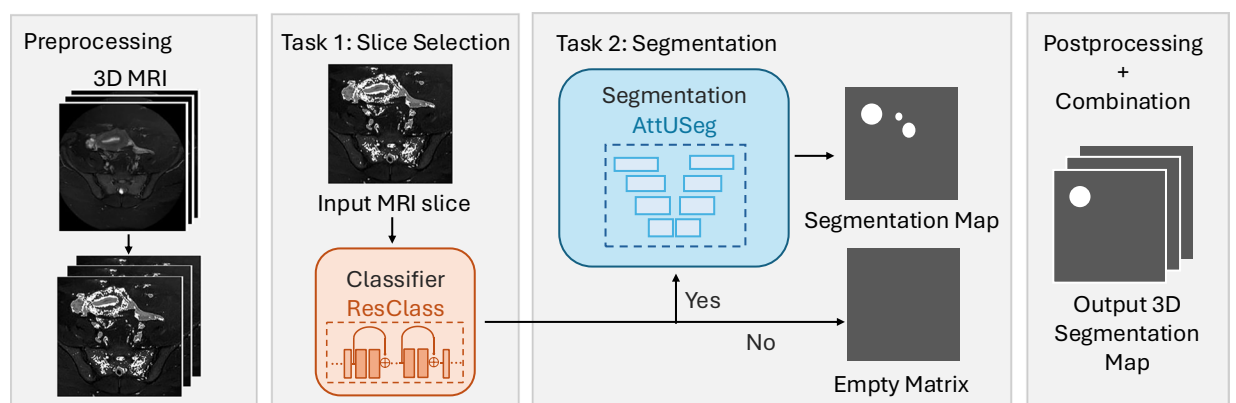 Preprocessing
3D MRI
Task 1: Slice Selection
Input MRI slice
Classifier
ResClass
Task 2: Segmentation
Segmentation
AttUSeg
Segmentation Map
Yes
No
Empty Matrix
Postprocessing
+
Combination
Output 3D
Segmentation
Map